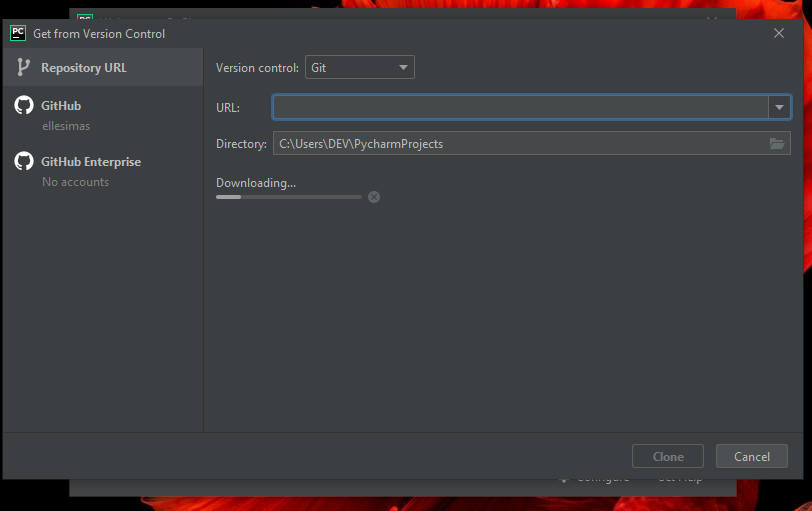 PC Get from Version Control
Repository URL
GitHub
ellesimas
GitHub Enterprise
No accounts
Version control: Git
URL:
Directory: C:\Users\DEV\PycharmProjects
Downloading...
Clone
Cancel
Configure
Get Help